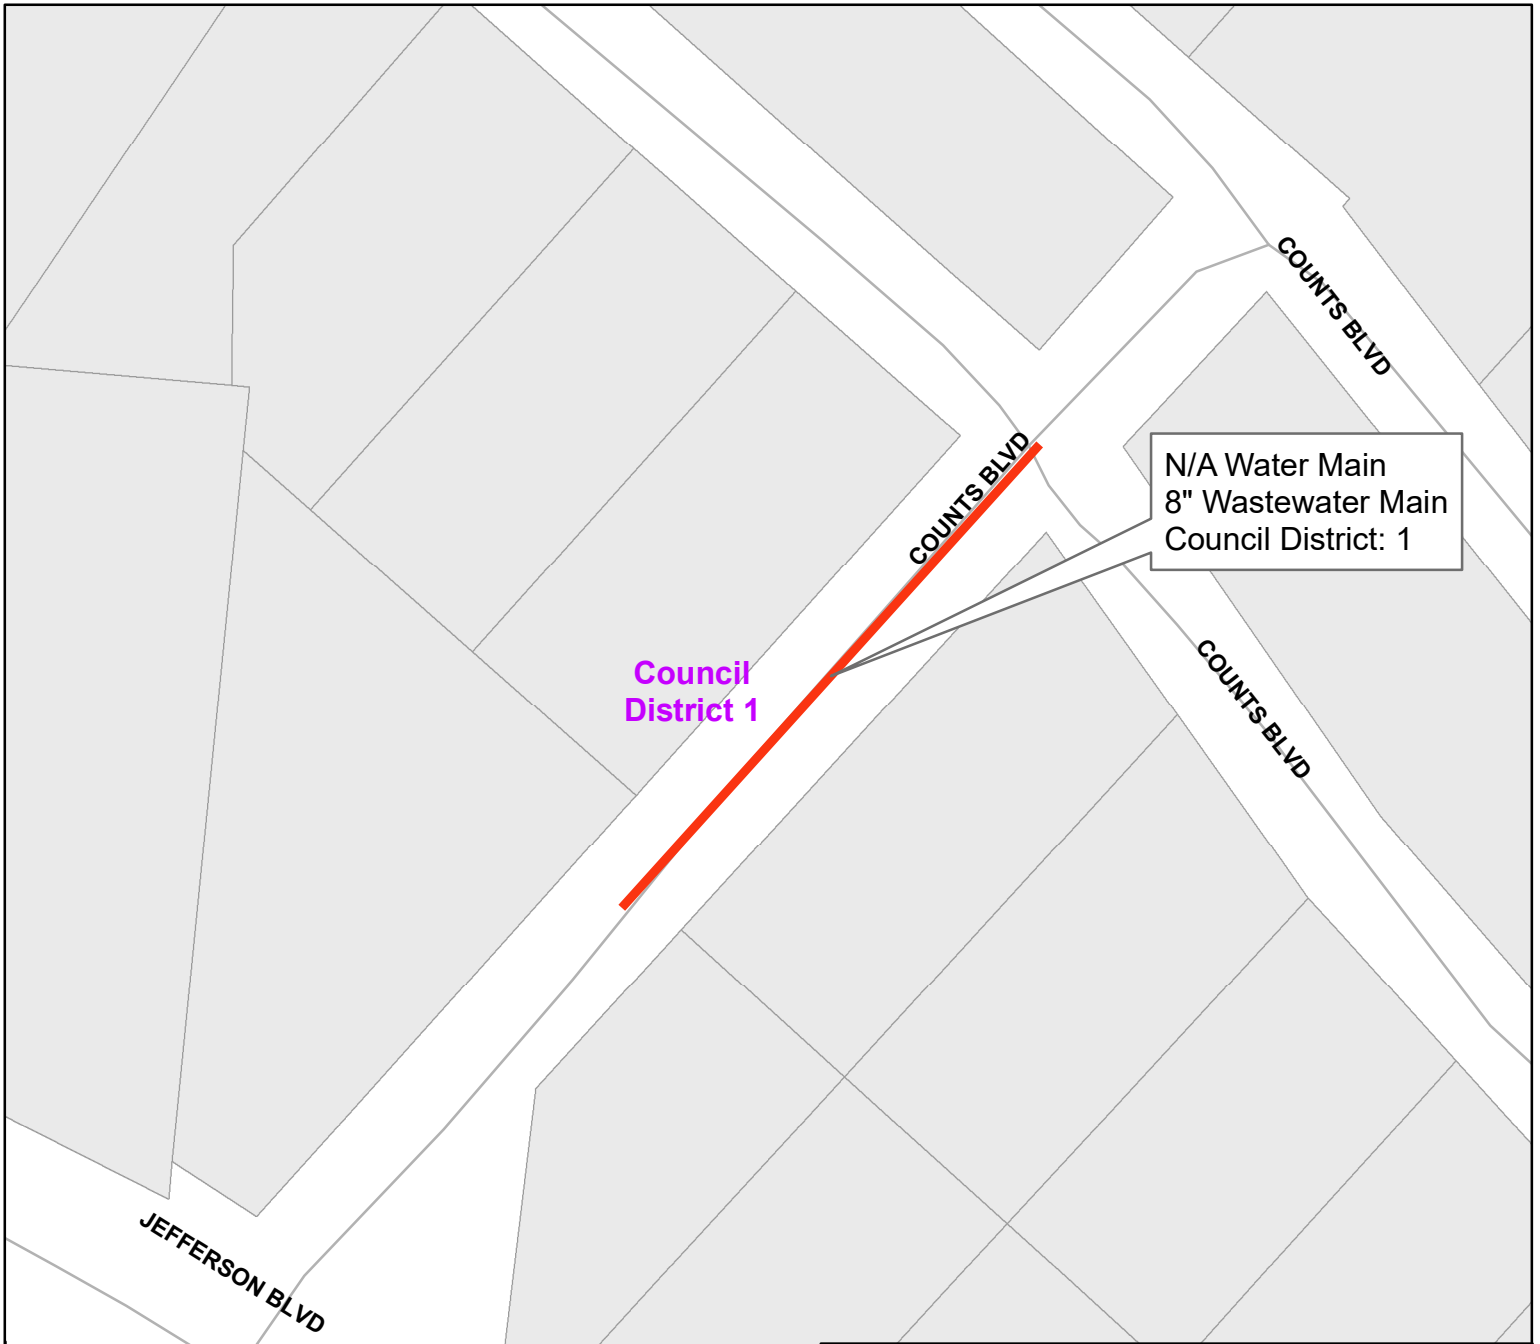 COUNTS BLVD
COUNTS BLVD
N/A Water Main
8" Wastewater Main
Council District: 1
Council
District 1
COUNTS BLVD
JEFFERSON BLVD